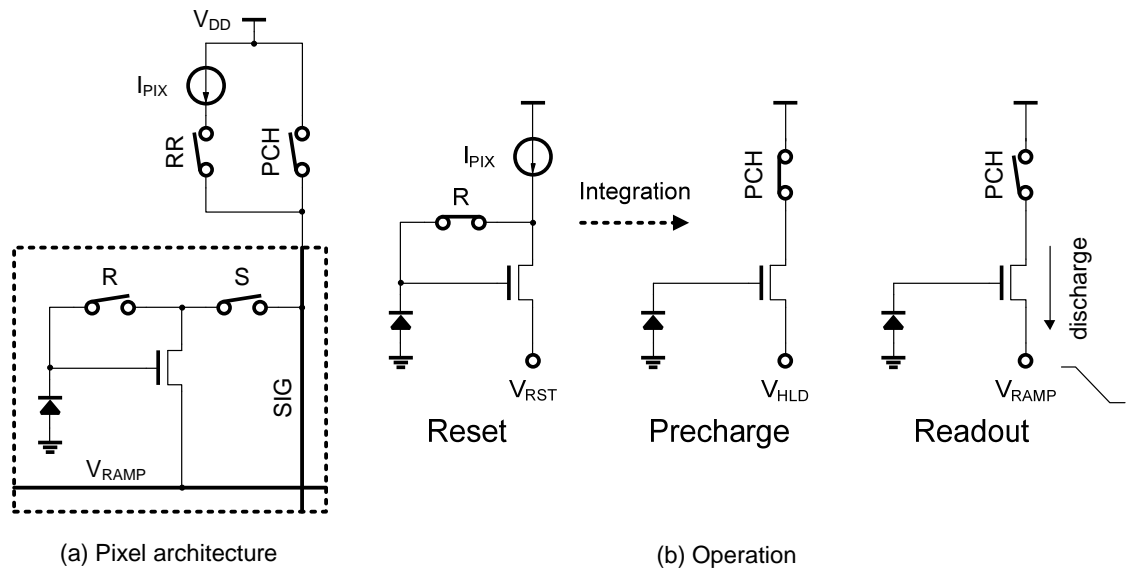 V_DD
I_PIX
RR
PCH
R
S
SIG
V_RAMP
(a) Pixel architecture
I_PIX
R
V_RST
Reset
Integration
PCH
V_HLD
Precharge
PCH
discharge
V_RAMP
Readout
(b) Operation